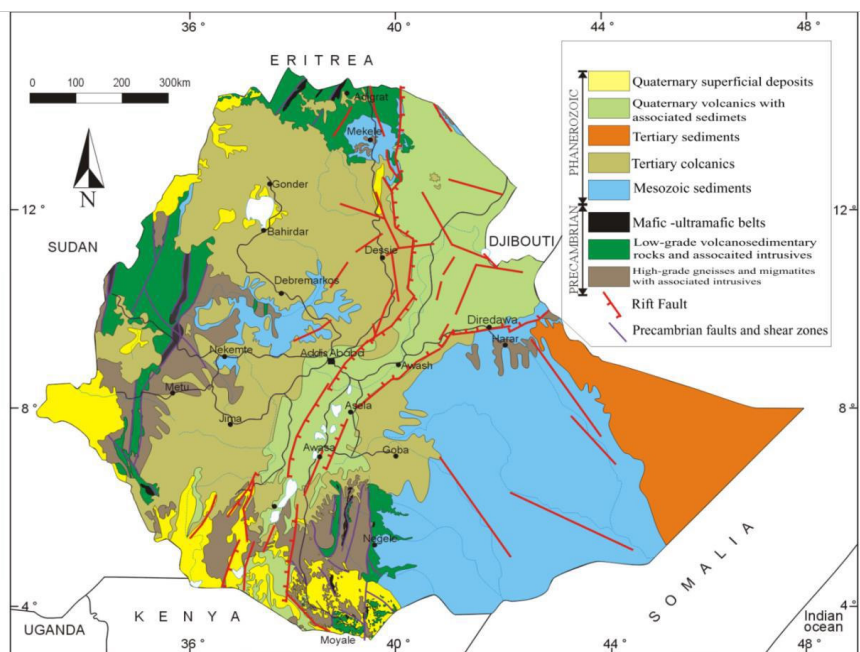 36 °
40 °
44 °
48 °
ERITREA
0 100 200 300km
N
Adigrat
Mekele
Gonder
12 °
12 °
SUDAN
Bahirdar
DJIBOUTI
Dessie
Debremarkos
Diredawa
Harar
Nekemte
Addis Ababa
Awash
Metu
8 °
8 °
Asela
Jima
Awasa
Goba
Negele
4 °
4 °
KENYA
UGANDA
SOMALIA
Indian
ocean
Moyale
36 °
40 °
44 °
48 °
PHANEROZOIC
PRECAMBRIAN
Quaternary superficial deposits
Quaternary volcanics with
associated sedimets
Tertiary sediments
Tertiary colcanics
Mesozoic sediments
Mafic -ultramafic belts
Low-grade volcanosedimentary
rocks and assocaited intrusives
High-grade gneisses and migmatites
with associated intrusives
Rift Fault
Precambrian faults and shear zones